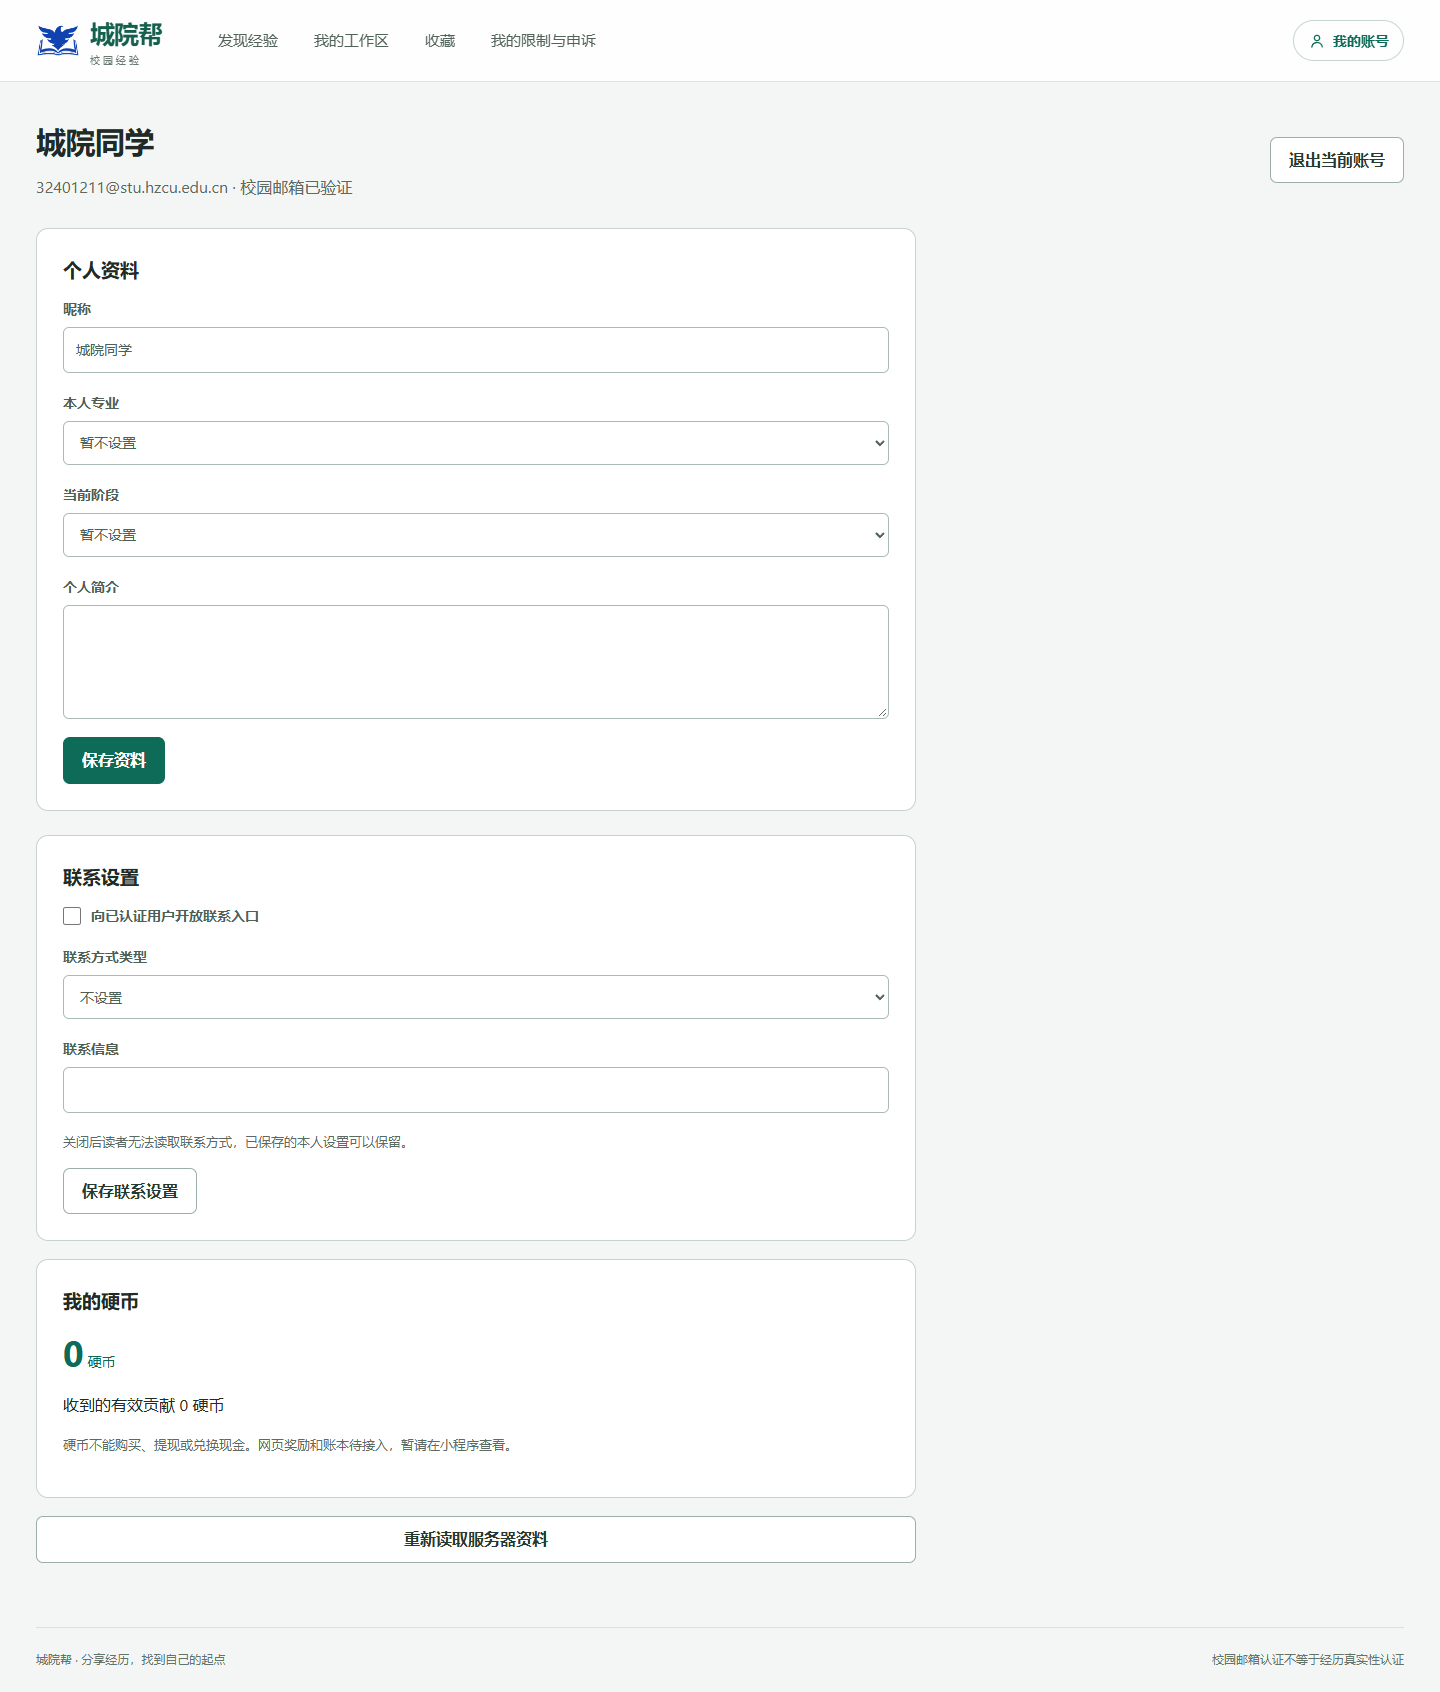 城院帮
校园经验
发现经验
我的工作区
收藏
我的限制与申诉
我的账号
城院同学
32401211@stu.hzcu.edu.cn · 校园邮箱已验证
退出当前账号
个人资料
昵称
城院同学
本人专业
暂不设置
当前阶段
暂不设置
个人简介
保存资料
联系设置
向已认证用户开放联系入口
联系方式类型
不设置
联系信息
关闭后读者无法读取联系方式，已保存的本人设置可以保留。
保存联系设置
我的硬币
0 硬币
收到的有效贡献 0 硬币
硬币不能购买、提现或兑换现金。网页奖励和账本待接入，暂请在小程序查看。
重新读取服务器资料
城院帮 · 分享经历，找到自己的起点
校园邮箱认证不等于经历真实性认证